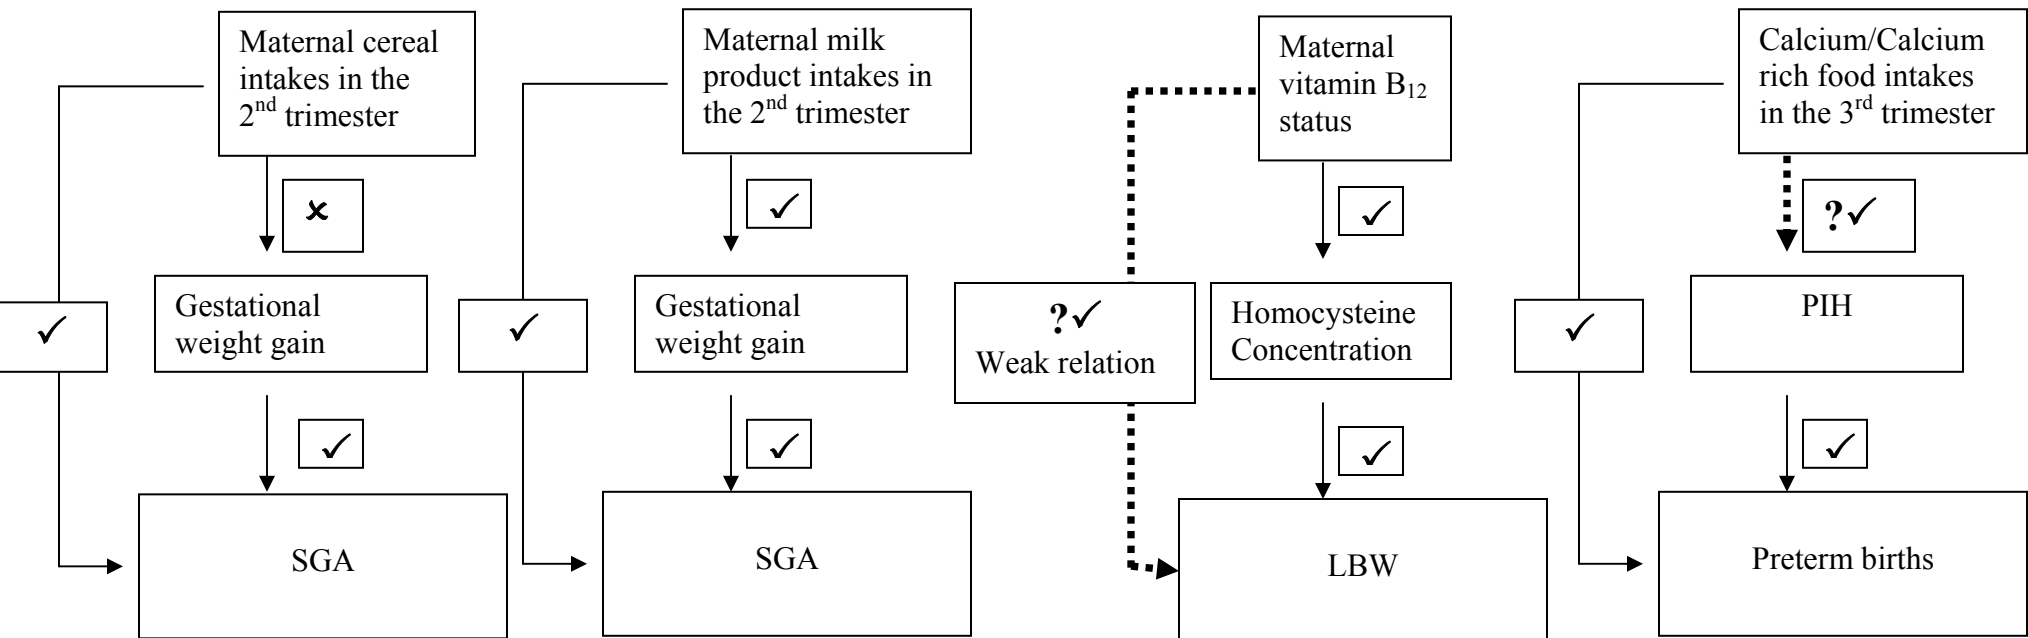 Maternal cereal
intakes in the
2nd trimester
✗
✓
Gestational
weight gain
✓
SGA
Maternal milk
product intakes in
the 2nd trimester
✓
✓
Gestational
weight gain
✓
SGA
Maternal
vitamin B12
status
✓
?✓
Weak relation
Homocysteine
Concentration
✓
LBW
Calcium/Calcium
rich food intakes
in the 3rd trimester
?✓
✓
PIH
✓
Preterm births